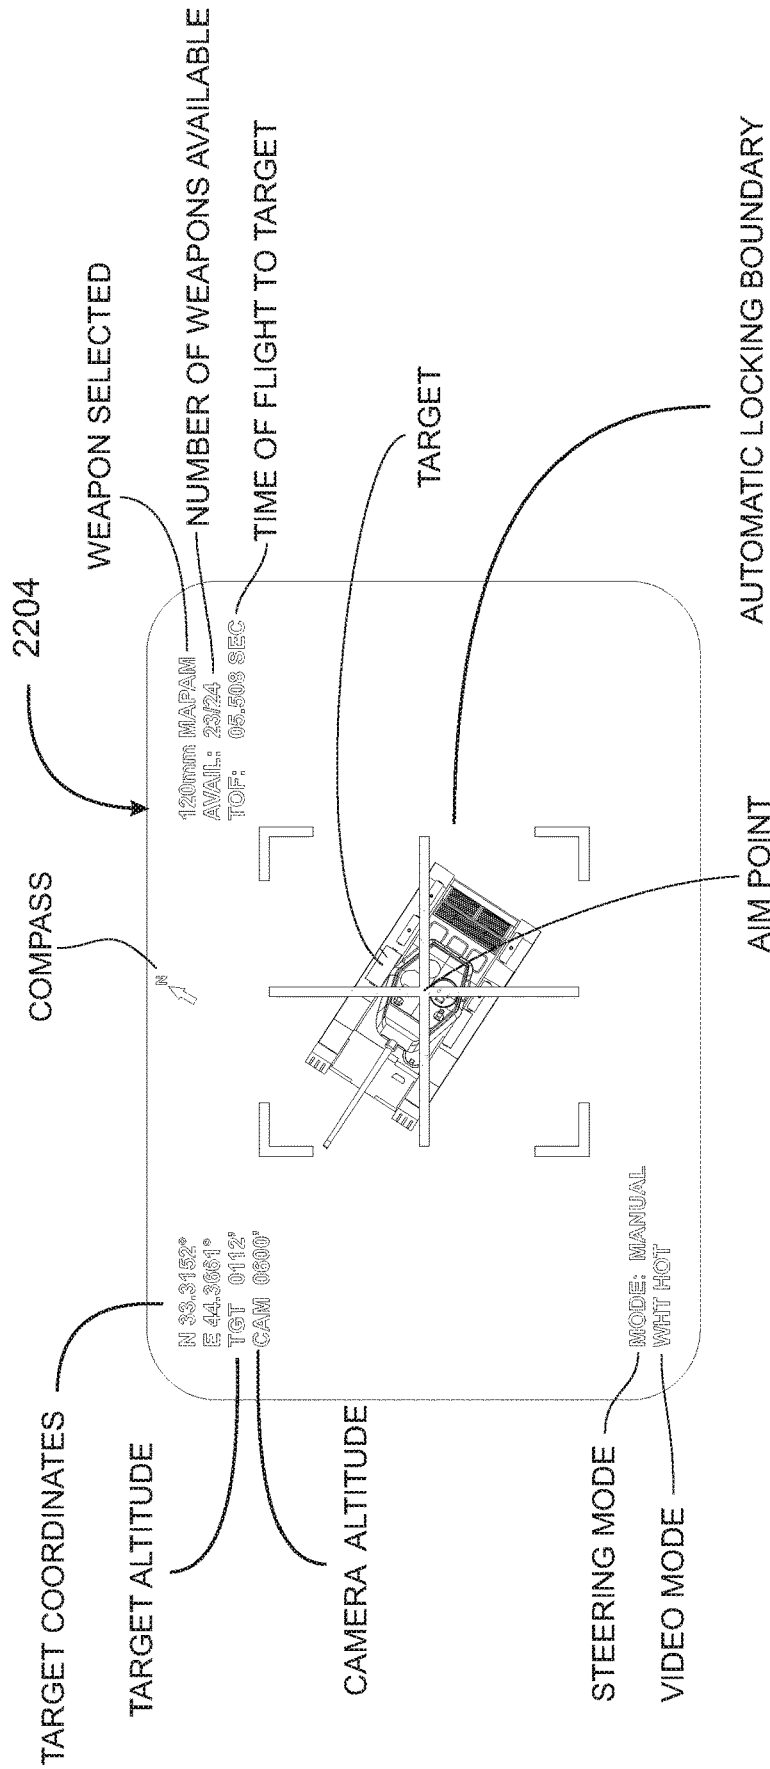 2204
COMPASS
WEAPON SELECTED
NUMBER OF WEAPONS AVAILABLE
TIME OF FLIGHT TO TARGET
TARGET COORDINATES
TARGET ALTITUDE
CAMERA ALTITUDE
N 33.3152°
E 44.3661°
TGT 0112'
CAM 0600'
N
120mm MAPAM
AVAIL: 23/24
TOF: 05.508 SEC
TARGET
MODE: MANUAL
WHT HOT
STEERING MODE
VIDEO MODE
AIM POINT
AUTOMATIC LOCKING BOUNDARY